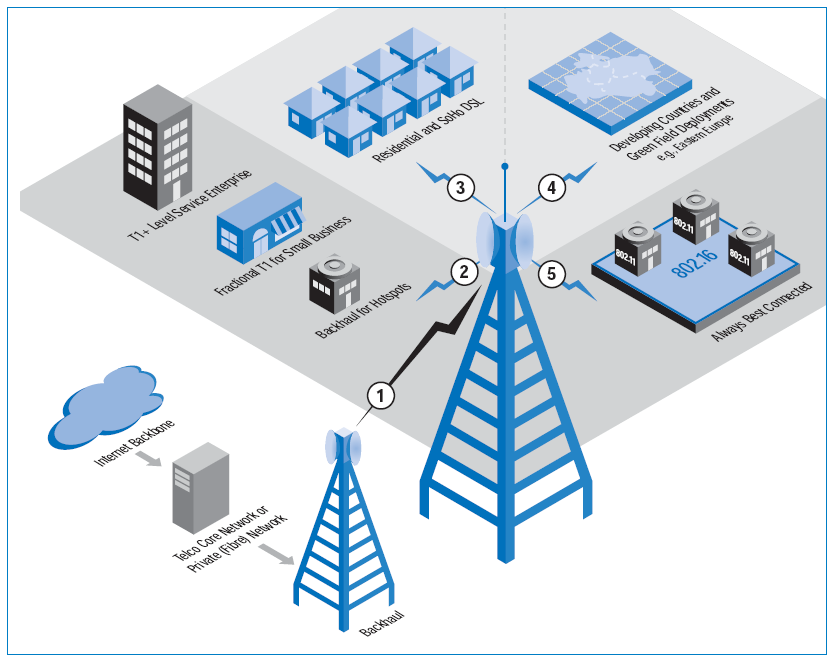 Residential and SoHo DSL
Developing Countries and
Green Field Deployments
e.g., Eastern Europe
T1+ Level Service Enterprise
3
4
Fractional T1 for Small Business
802.11
802.11
802.11
802.16
2
5
Backhaul for Hotspots
Always Best Connected
1
Internet Backbone
Telco Core Network or
Private (Fibre) Network
Backhaul